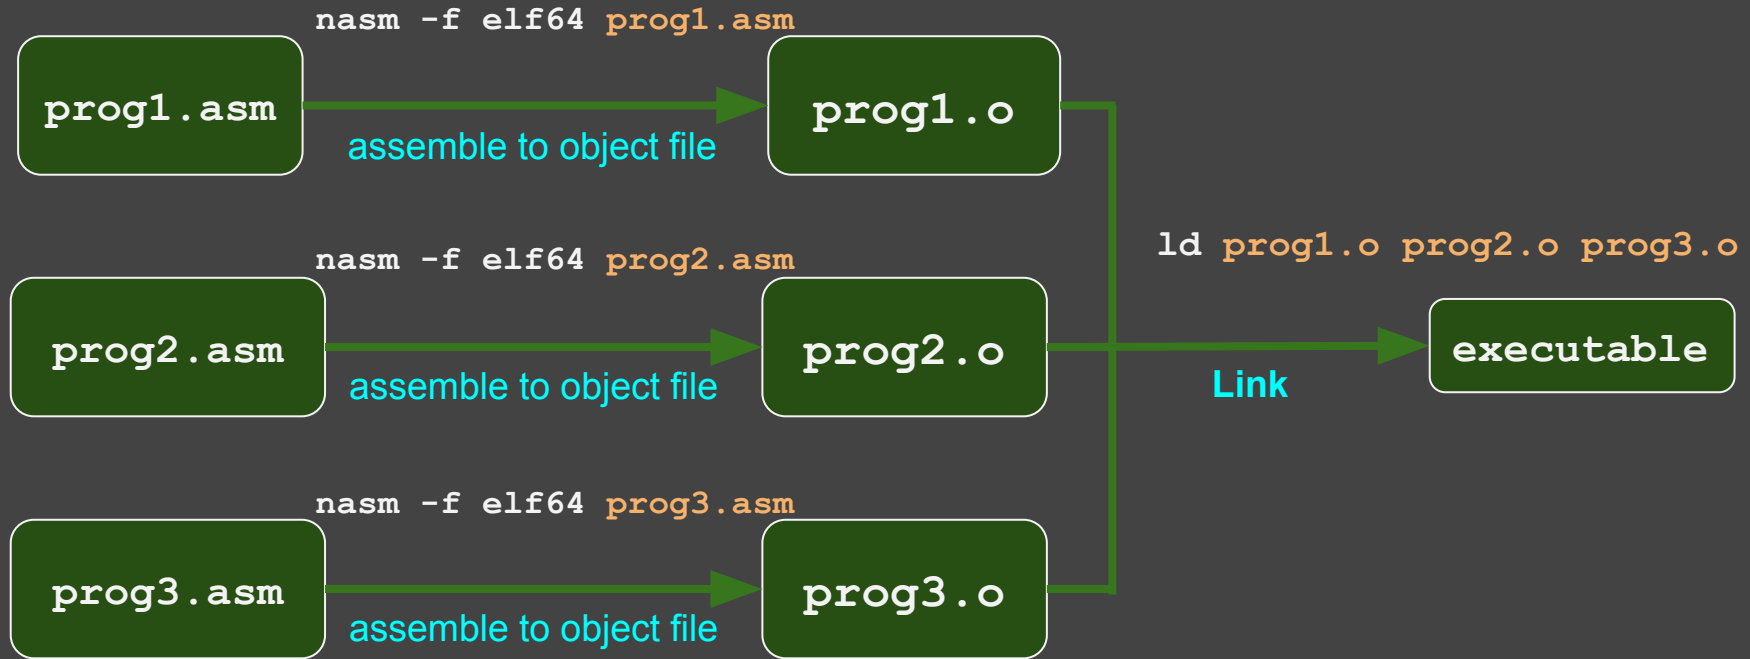 nasm -f elf64 prog1.asm
prog1.asm
assemble to object file
prog1.o
nasm -f elf64 prog2.asm
prog2.asm
assemble to object file
prog2.o
ld prog1.o prog2.o prog3.o
Link
executable
nasm -f elf64 prog3.asm
prog3.asm
assemble to object file
prog3.o